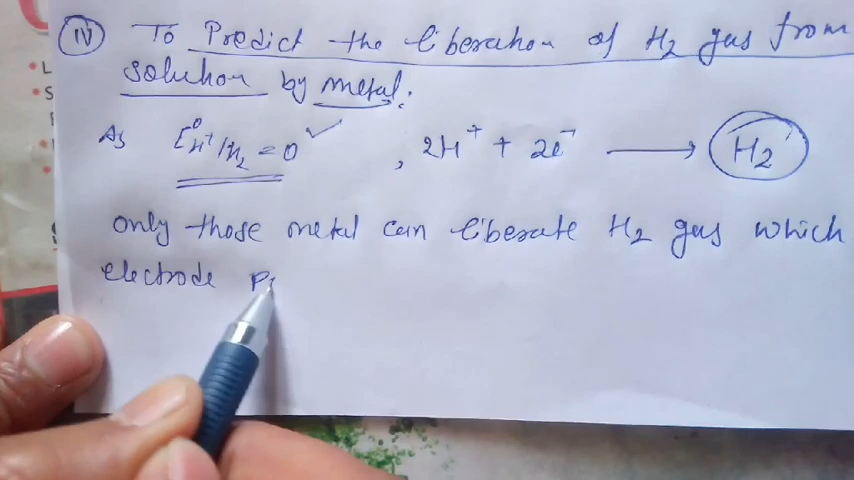 (IV) To Predict the liberation of H₂ gas from
solution by metal:
As E⁰H⁺/H₂ = 0 ✓, 2H⁺ + 2e⁻ ⟶ H₂
only those metal can liberate H₂ gas which
electrode